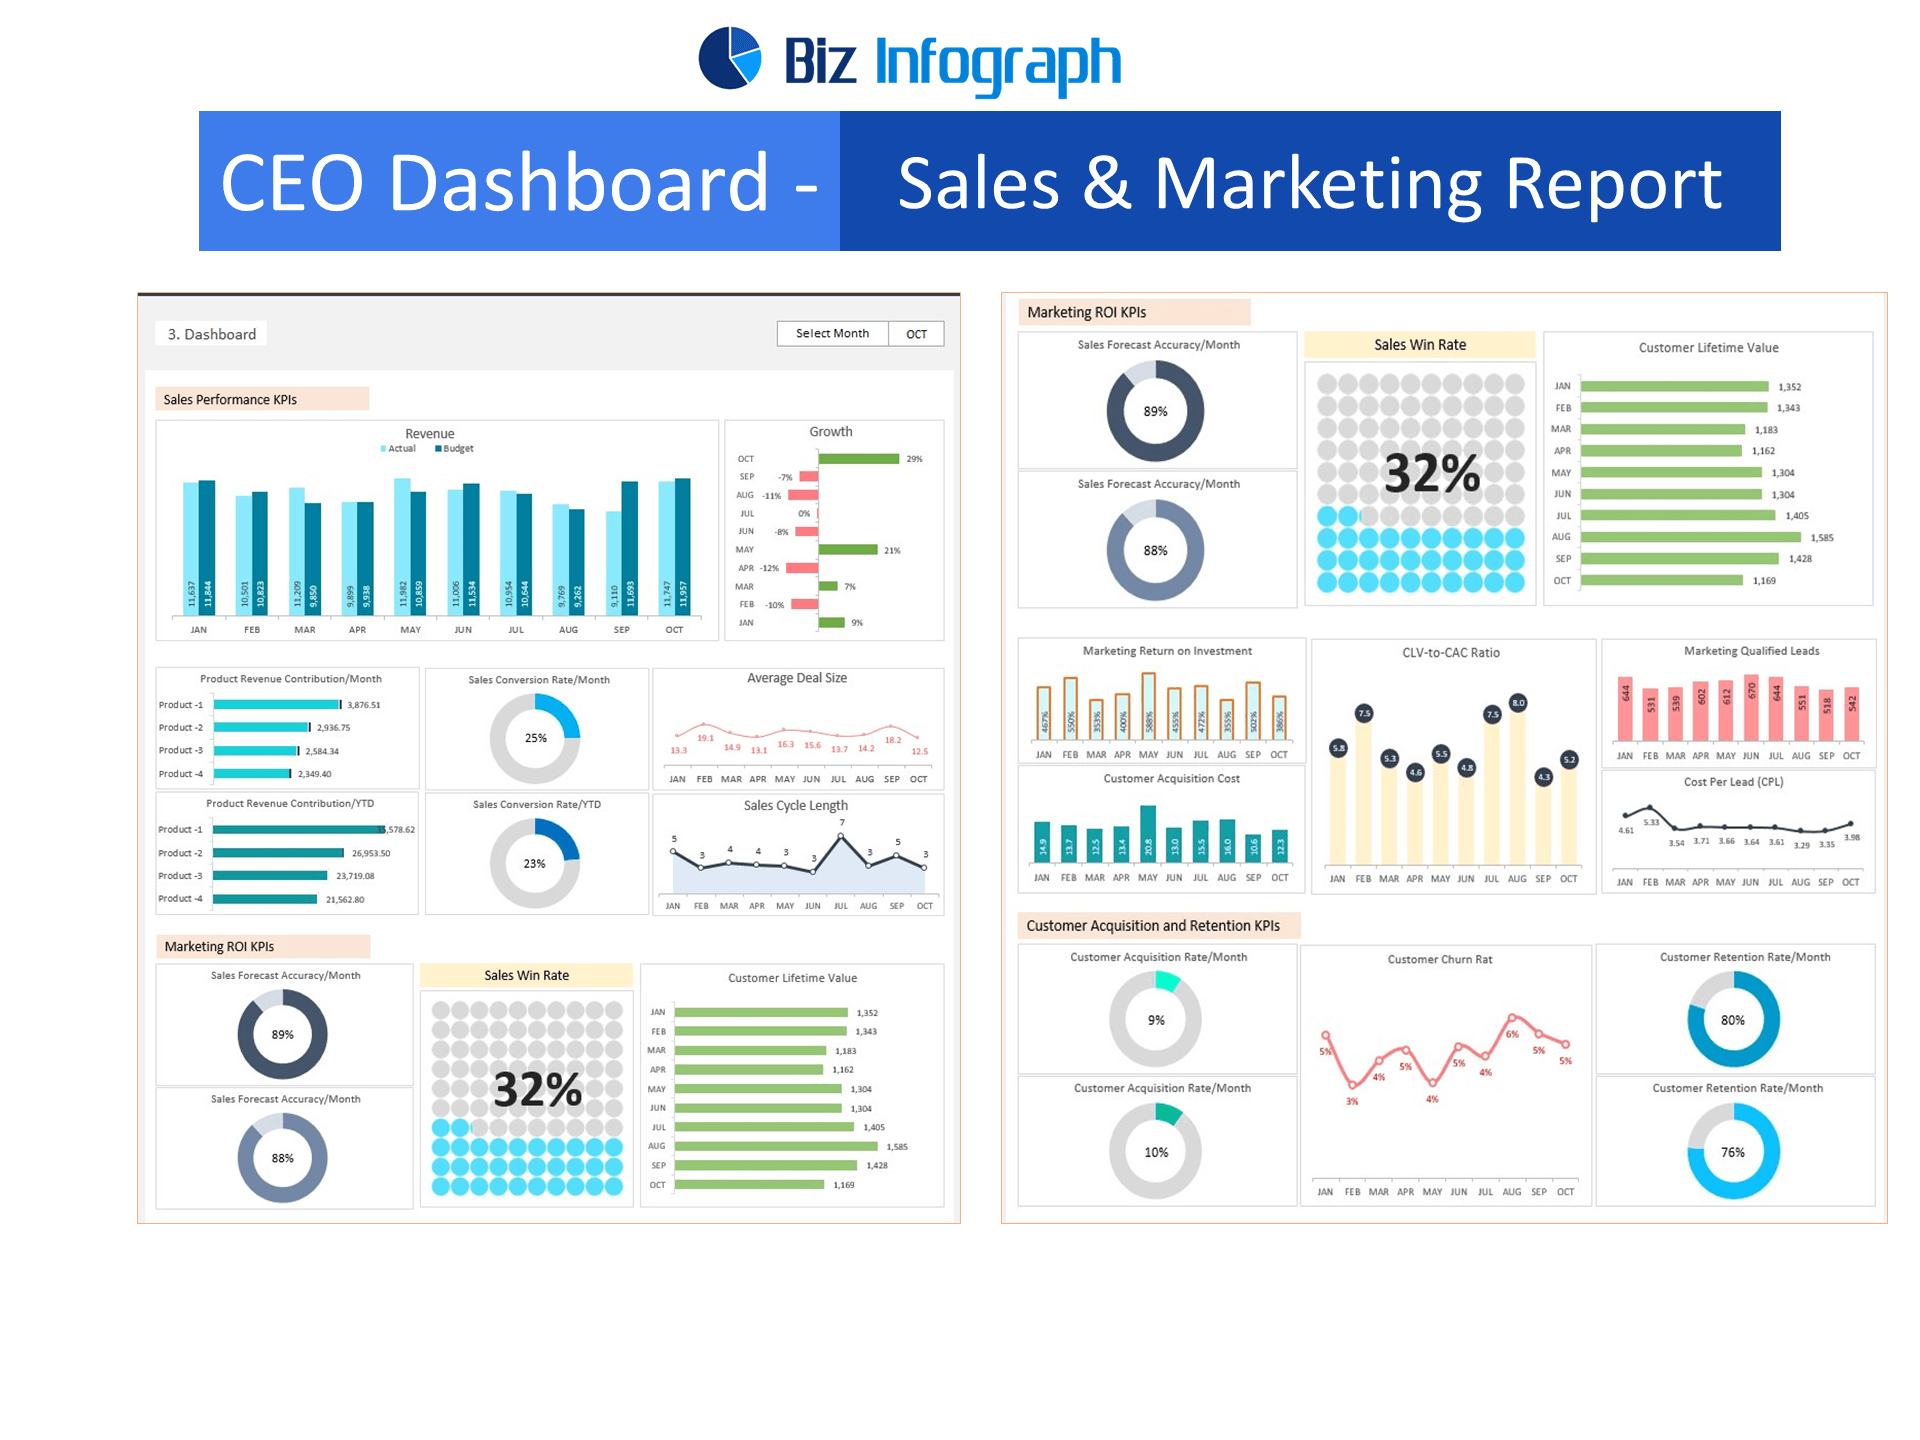 Biz Infograph
CEO Dashboard - Sales & Marketing Report
3. Dashboard
Select Month OCT
Sales Performance KPIs
Revenue
Actual Budget
11,637 11,844 10,501 10,823 11,209 9,850 9,899 9,938 11,982 10,859 11,006 11,534 10,954 10,644 9,769 9,262 9,110 11,693 11,747 11,957
JAN FEB MAR APR MAY JUN JUL AUG SEP OCT
Growth
OCT 29%
SEP -7%
AUG -11%
JUL 0%
JUN -8%
MAY 21%
APR -12%
MAR 7%
FEB -10%
JAN 9%
Product Revenue Contribution/Month
Product -1 3,876.51
Product -2 2,936.75
Product -3 2,584.34
Product -4 2,349.40
Sales Conversion Rate/Month
25%
Average Deal Size
13.3 19.1 14.9 13.1 16.3 15.6 13.7 14.2 18.2 12.5
JAN FEB MAR APR MAY JUN JUL AUG SEP OCT
Product Revenue Contribution/YTD
Product -1 ,578.62
Product -2 26,953.50
Product -3 23,719.08
Product -4 21,562.80
Sales Conversion Rate/YTD
23%
Sales Cycle Length
5 3 4 4 3 3 7 3 5 3
JAN FEB MAR APR MAY JUN JUL AUG SEP OCT
Marketing ROI KPIs
Sales Forecast Accuracy/Month
89%
Sales Forecast Accuracy/Month
88%
Sales Win Rate
32%
Customer Lifetime Value
JAN 1,352
FEB 1,343
MAR 1,183
APR 1,162
MAY 1,304
JUN 1,304
JUL 1,405
AUG 1,585
SEP 1,428
OCT 1,169
Marketing ROI KPIs
Sales Forecast Accuracy/Month
89%
Sales Forecast Accuracy/Month
88%
Sales Win Rate
32%
Customer Lifetime Value
JAN 1,352
FEB 1,343
MAR 1,183
APR 1,162
MAY 1,304
JUN 1,304
JUL 1,405
AUG 1,585
SEP 1,428
OCT 1,169
Marketing Return on Investment
467% 550% 353% 400% 588% 455% 472% 355% 502% 386%
JAN FEB MAR APR MAY JUN JUL AUG SEP OCT
Customer Acquisition Cost
14.9 13.7 12.5 13.4 20.8 13.0 15.5 16.0 10.6 12.3
JAN FEB MAR APR MAY JUN JUL AUG SEP OCT
CLV-to-CAC Ratio
5.8 7.5 5.3 4.6 5.5 4.8 7.5 8.0 4.3 5.2
JAN FEB MAR APR MAY JUN JUL AUG SEP OCT
Marketing Qualified Leads
644 531 539 602 612 670 644 551 518 542
JAN FEB MAR APR MAY JUN JUL AUG SEP OCT
Cost Per Lead (CPL)
4.61 5.33 3.54 3.71 3.66 3.64 3.61 3.29 3.35 3.98
JAN FEB MAR APR MAY JUN JUL AUG SEP OCT
Customer Acquisition and Retention KPIs
Customer Acquisition Rate/Month
9%
Customer Acquisition Rate/Month
10%
Customer Churn Rat
5% 3% 4% 5% 4% 5% 4% 6% 5% 5%
JAN FEB MAR APR MAY JUN JUL AUG SEP OCT
Customer Retention Rate/Month
80%
Customer Retention Rate/Month
76%